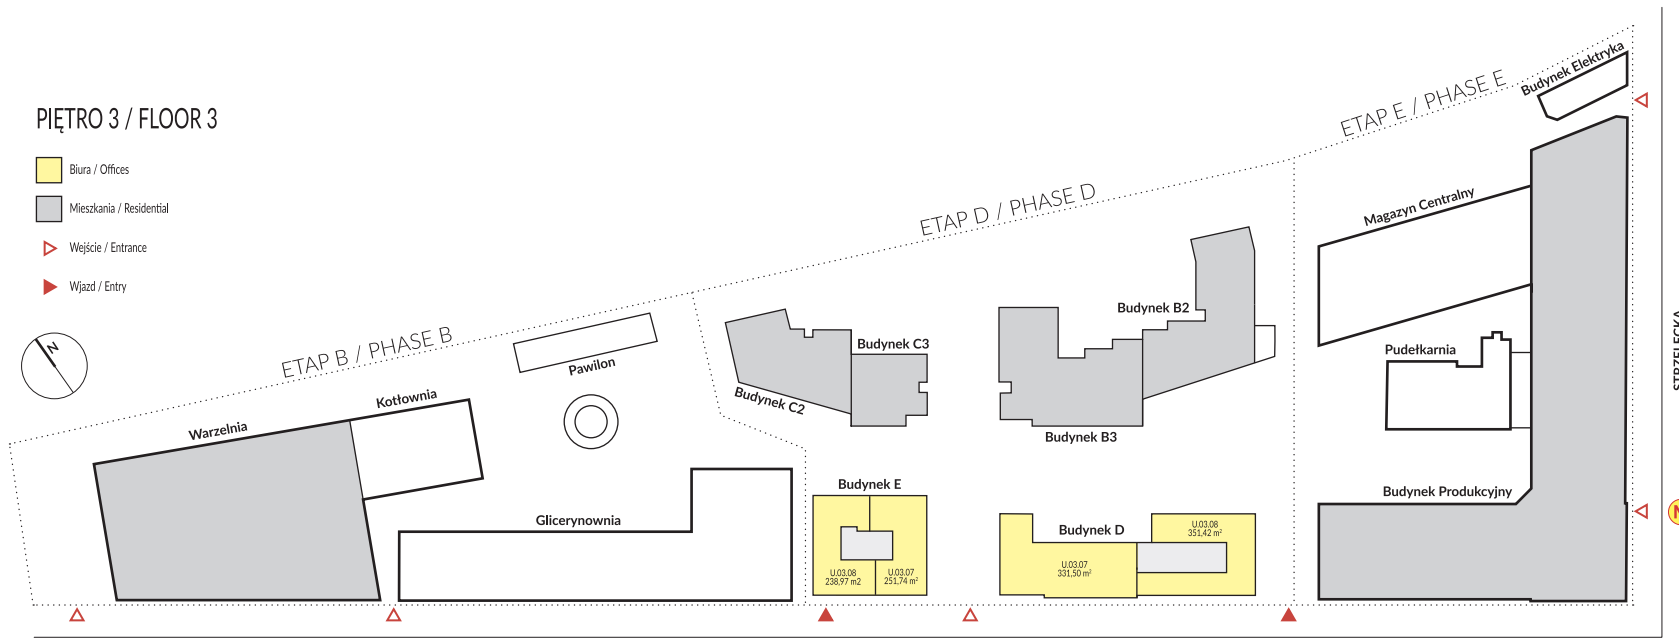 PIĘTRO 3 / FLOOR 3
Biura / Offices
Mieszkania / Residential
Wejście / Entrance
Wjazd / Entry
N
ETAP B / PHASE B
ETAP D / PHASE D
ETAP E / PHASE E
Budynek Elektryka
Magazyn Centralny
Pudełkarnia
Budynek Produkcyjny
Budynek B2
Budynek B3
Budynek C3
Budynek C2
Pawilon
Kotłownia
Warzelnia
Glicerynownia
Budynek E
U.03.08
238,97 m2
U.03.07
251,74 m²
Budynek D
U.03.08
351,42 m²
U.03.07
331,50 m²
STRZELECKA